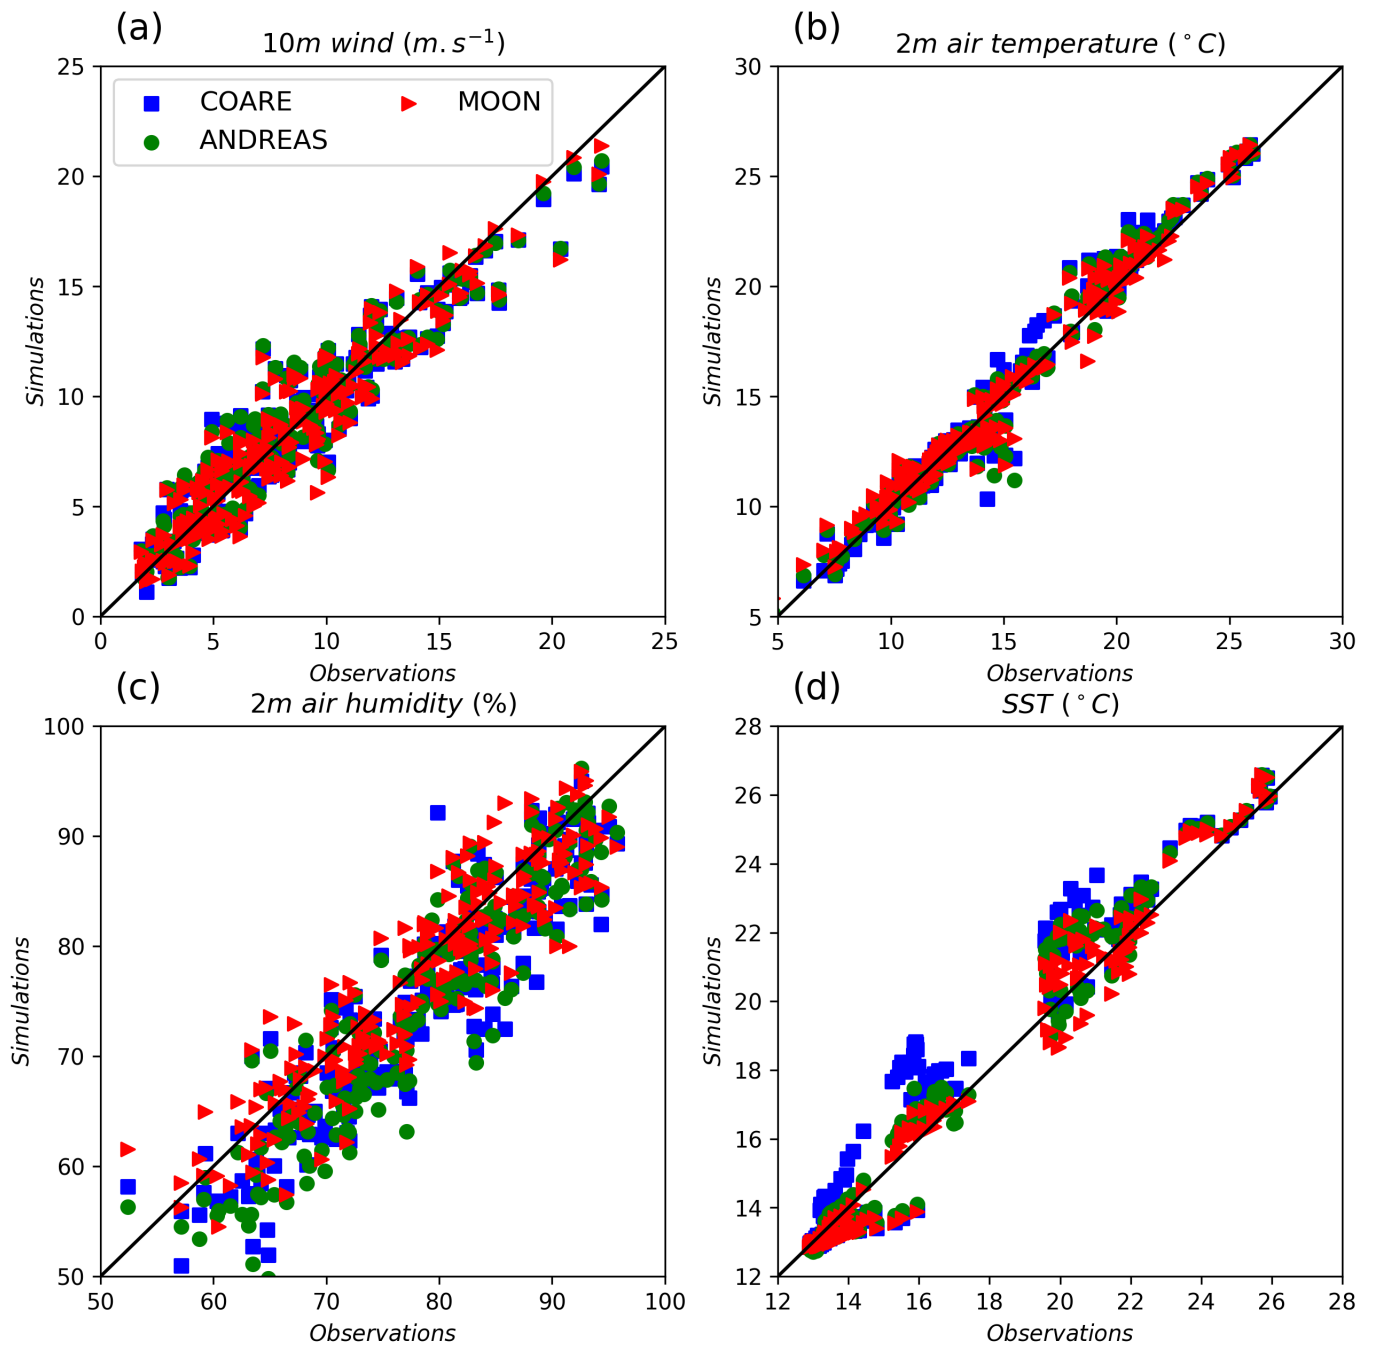 (a)
10m wind (m.s⁻¹)
COARE
MOON
ANDREAS
25
20
15
10
5
0
Simulations
0 5 10 15 20 25
Observations
(b)
2m air temperature (°C)
30
25
20
15
10
5
Simulations
5 10 15 20 25 30
Observations
(c)
2m air humidity (%)
100
90
80
70
60
50
Simulations
50 60 70 80 90 100
Observations
(d)
SST (°C)
28
26
24
22
20
18
16
14
12
Simulations
12 14 16 18 20 22 24 26 28
Observations